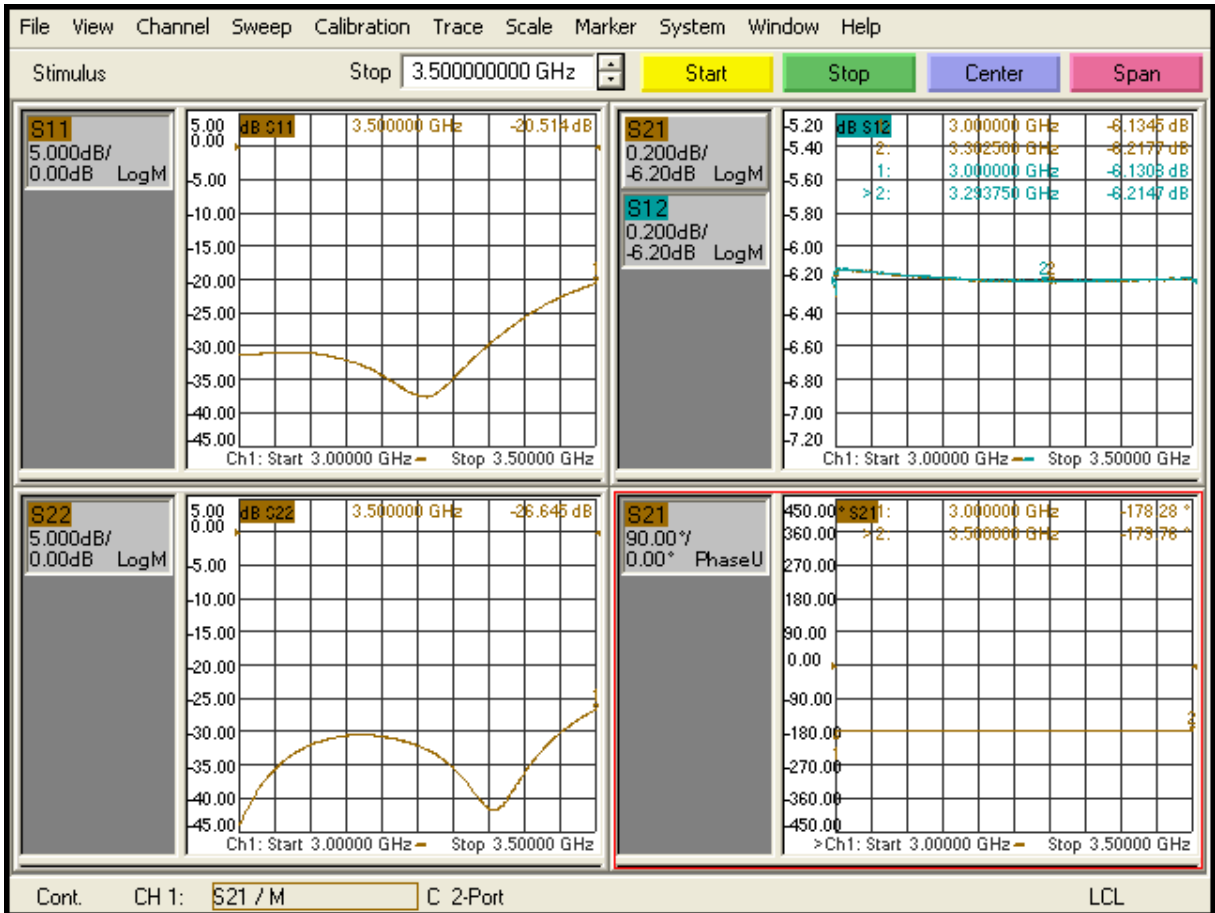 File View Channel Sweep Calibration Trace Scale Marker System Window Help
Stimulus Stop 3.500000000 GHz Start Stop Center Span
S11
5.000dB/
0.00dB LogM
5.00
0.00
-5.00
-10.00
-15.00
-20.00
-25.00
-30.00
-35.00
-40.00
-45.00
dB S11 3.500000 GHz -20.514 dB
1
Ch1: Start 3.00000 GHz Stop 3.50000 GHz
S21
0.200dB/
-6.20dB LogM
S12
0.200dB/
-6.20dB LogM
-5.20
-5.40
-5.60
-5.80
-6.00
-6.20
-6.40
-6.60
-6.80
-7.00
-7.20
dB S12 3.000000 GHz -6.1345 dB
2: 3.302500 GHz -6.2177 dB
1: 3.000000 GHz -6.1308 dB
>2: 3.293750 GHz -6.2147 dB
22
Ch1: Start 3.00000 GHz Stop 3.50000 GHz
S22
5.000dB/
0.00dB LogM
5.00
0.00
-5.00
-10.00
-15.00
-20.00
-25.00
-30.00
-35.00
-40.00
-45.00
dB S22 3.500000 GHz -26.645 dB
Ch1: Start 3.00000 GHz Stop 3.50000 GHz
S21
90.00°/
0.00° PhaseU
450.00
360.00
270.00
180.00
90.00
0.00
-90.00
-180.00
-270.00
-360.00
-450.00
° S21 1: 3.000000 GHz -178.28 °
>2: 3.500000 GHz
2
>Ch1: Start 3.00000 GHz Stop 3.50000 GHz
Cont. CH 1: S21 / M C 2-Port LCL